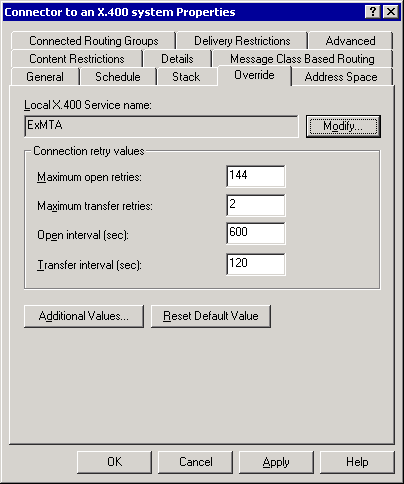 Connector to an X.400 system Properties
Connected Routing Groups Delivery Restrictions Advanced
Content Restrictions Details Message Class Based Routing
General Schedule Stack Override Address Space
Local X.400 Service name:
ExMTA Modify...
Connection retry values
Maximum open retries: 144
Maximum transfer retries: 2
Open interval (sec): 600
Transfer interval (sec): 120
Additional Values... Reset Default Value
OK Cancel Apply Help